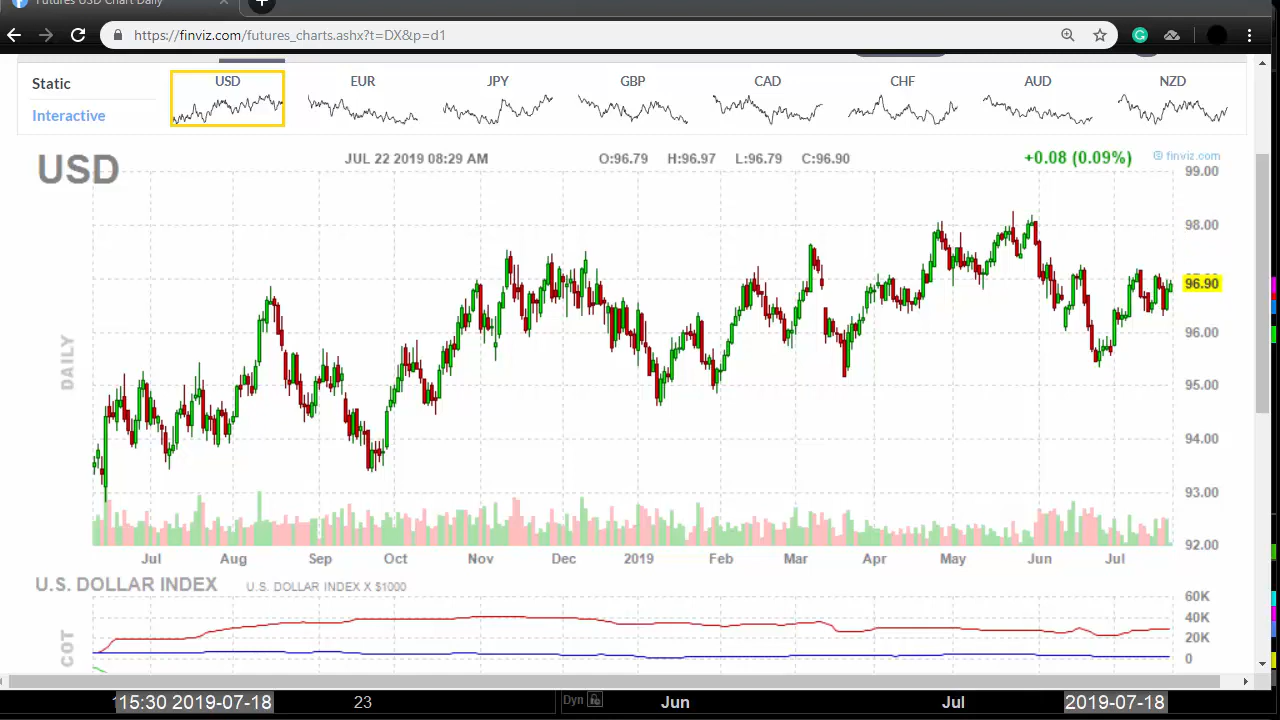 Futures USD Chart Daily
https://finviz.com/futures_charts.ashx?t=DX&p=d1
Static
USD EUR JPY GBP CAD CHF AUD NZD
Interactive
USD
JUL 22 2019 08:29 AM O:96.79 H:96.97 L:96.79 C:96.90
+0.08 (0.09%)
© finviz.com
99.00
98.00
96.90
96.00
95.00
94.00
93.00
92.00
DAILY
Jul Aug Sep Oct Nov Dec 2019 Feb Mar Apr May Jun Jul
U.S. DOLLAR INDEX U.S. DOLLAR INDEX X $1000
60K
40K
20K
0
COT
15:30 2019-07-18 23 Dyn Jun Jul 2019-07-18